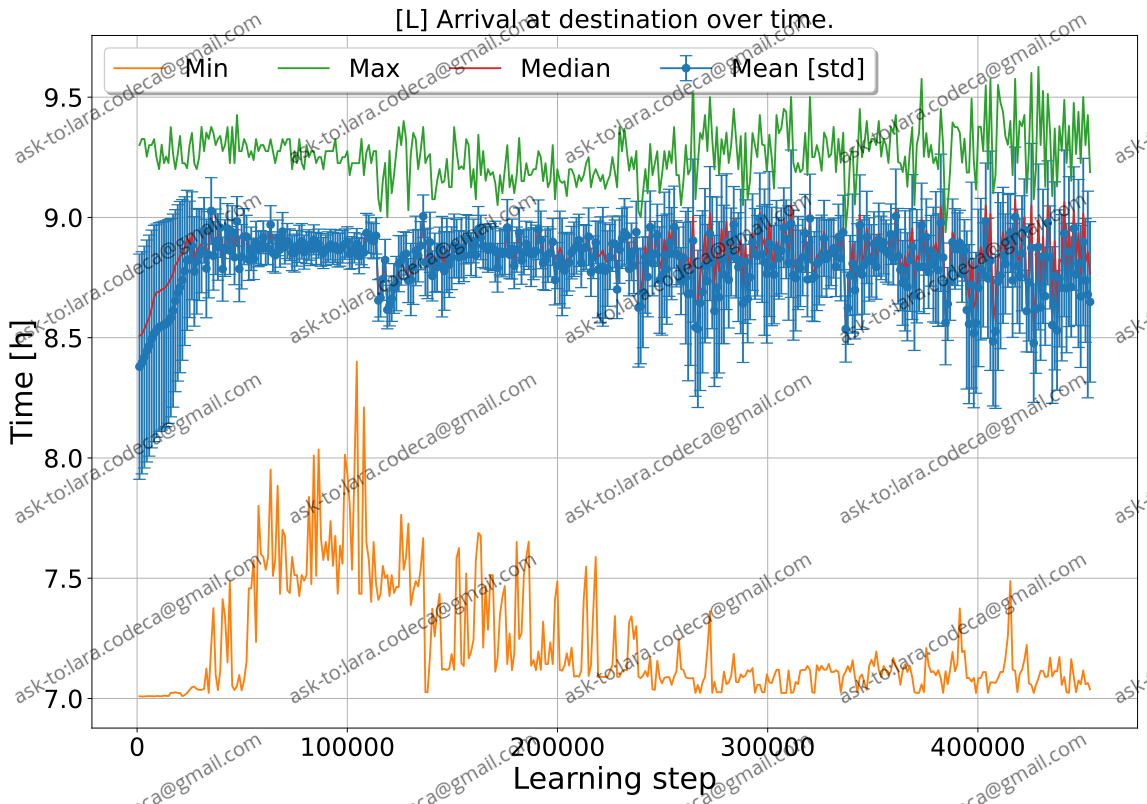 [L] Arrival at destination over time.
Min Max Median Mean [std]
Time [h]
9.5
9.0
8.5
8.0
7.5
7.0
0 100000 200000 300000 400000
Learning step
ask-to:lara.codeca@gmail.com